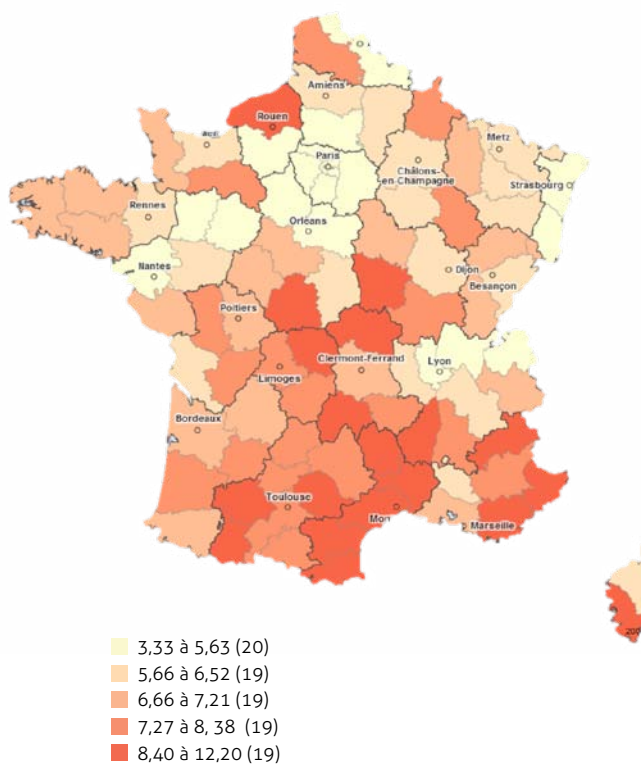 Amiens
Rouen
Metz
Paris
Châlons-
en-Champagne
Strasbourg
Rennes
Orléans
Nantes
Dijon
Besançon
Poitiers
Clermont-Ferrand
Lyon
Limoges
Bordeaux
Toulouse
Mon
Marseille
3,33 à 5,63 (20)
5,66 à 6,52 (19)
6,66 à 7,21 (19)
7,27 à 8, 38 (19)
8,40 à 12,20 (19)